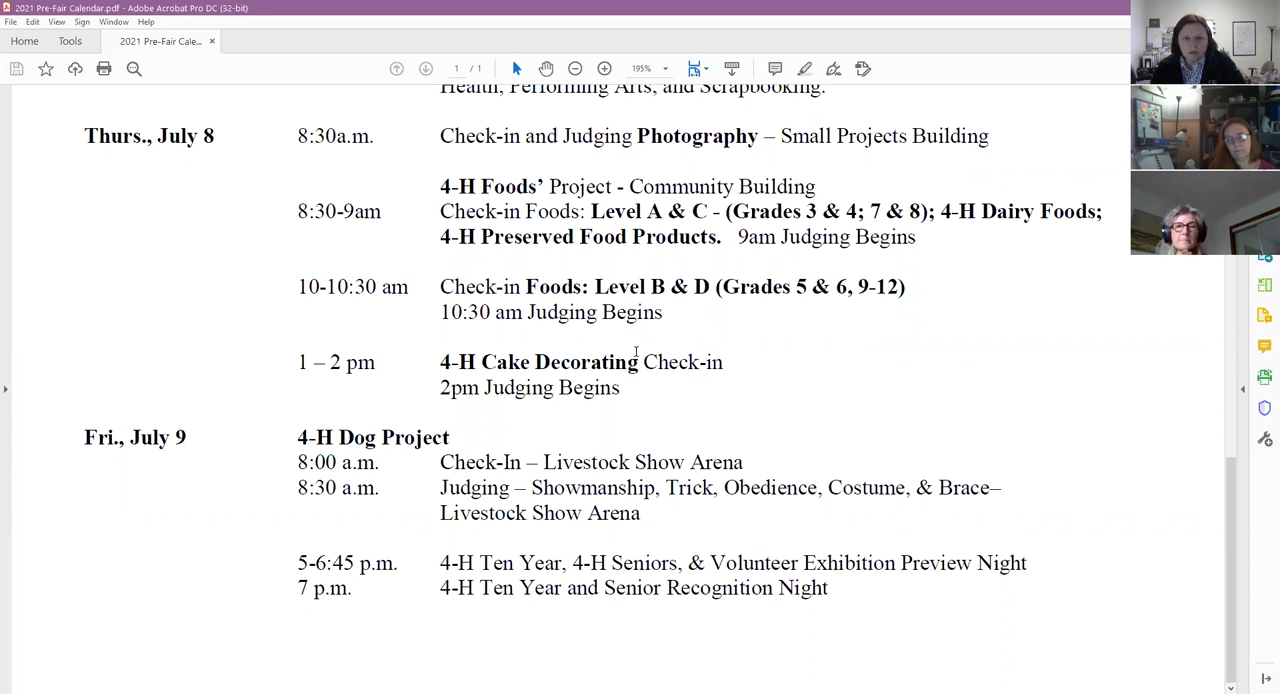 2021 Pre-Fair Calendar.pdf - Adobe Acrobat Pro DC (32-bit)
File Edit View Sign Window Help
Home Tools 2021 Pre-Fair Cale... ×
1 / 1 195%
Health, Performing Arts, and Scrapbooking.
Thurs., July 8 8:30a.m. Check-in and Judging Photography – Small Projects Building
4-H Foods’ Project - Community Building
8:30-9am Check-in Foods: Level A & C - (Grades 3 & 4; 7 & 8); 4-H Dairy Foods;
4-H Preserved Food Products. 9am Judging Begins
10-10:30 am Check-in Foods: Level B & D (Grades 5 & 6, 9-12)
10:30 am Judging Begins
1 – 2 pm 4-H Cake Decorating Check-in
2pm Judging Begins
Fri., July 9 4-H Dog Project
8:00 a.m. Check-In – Livestock Show Arena
8:30 a.m. Judging – Showmanship, Trick, Obedience, Costume, & Brace–
Livestock Show Arena
5-6:45 p.m. 4-H Ten Year, 4-H Seniors, & Volunteer Exhibition Preview Night
7 p.m. 4-H Ten Year and Senior Recognition Night